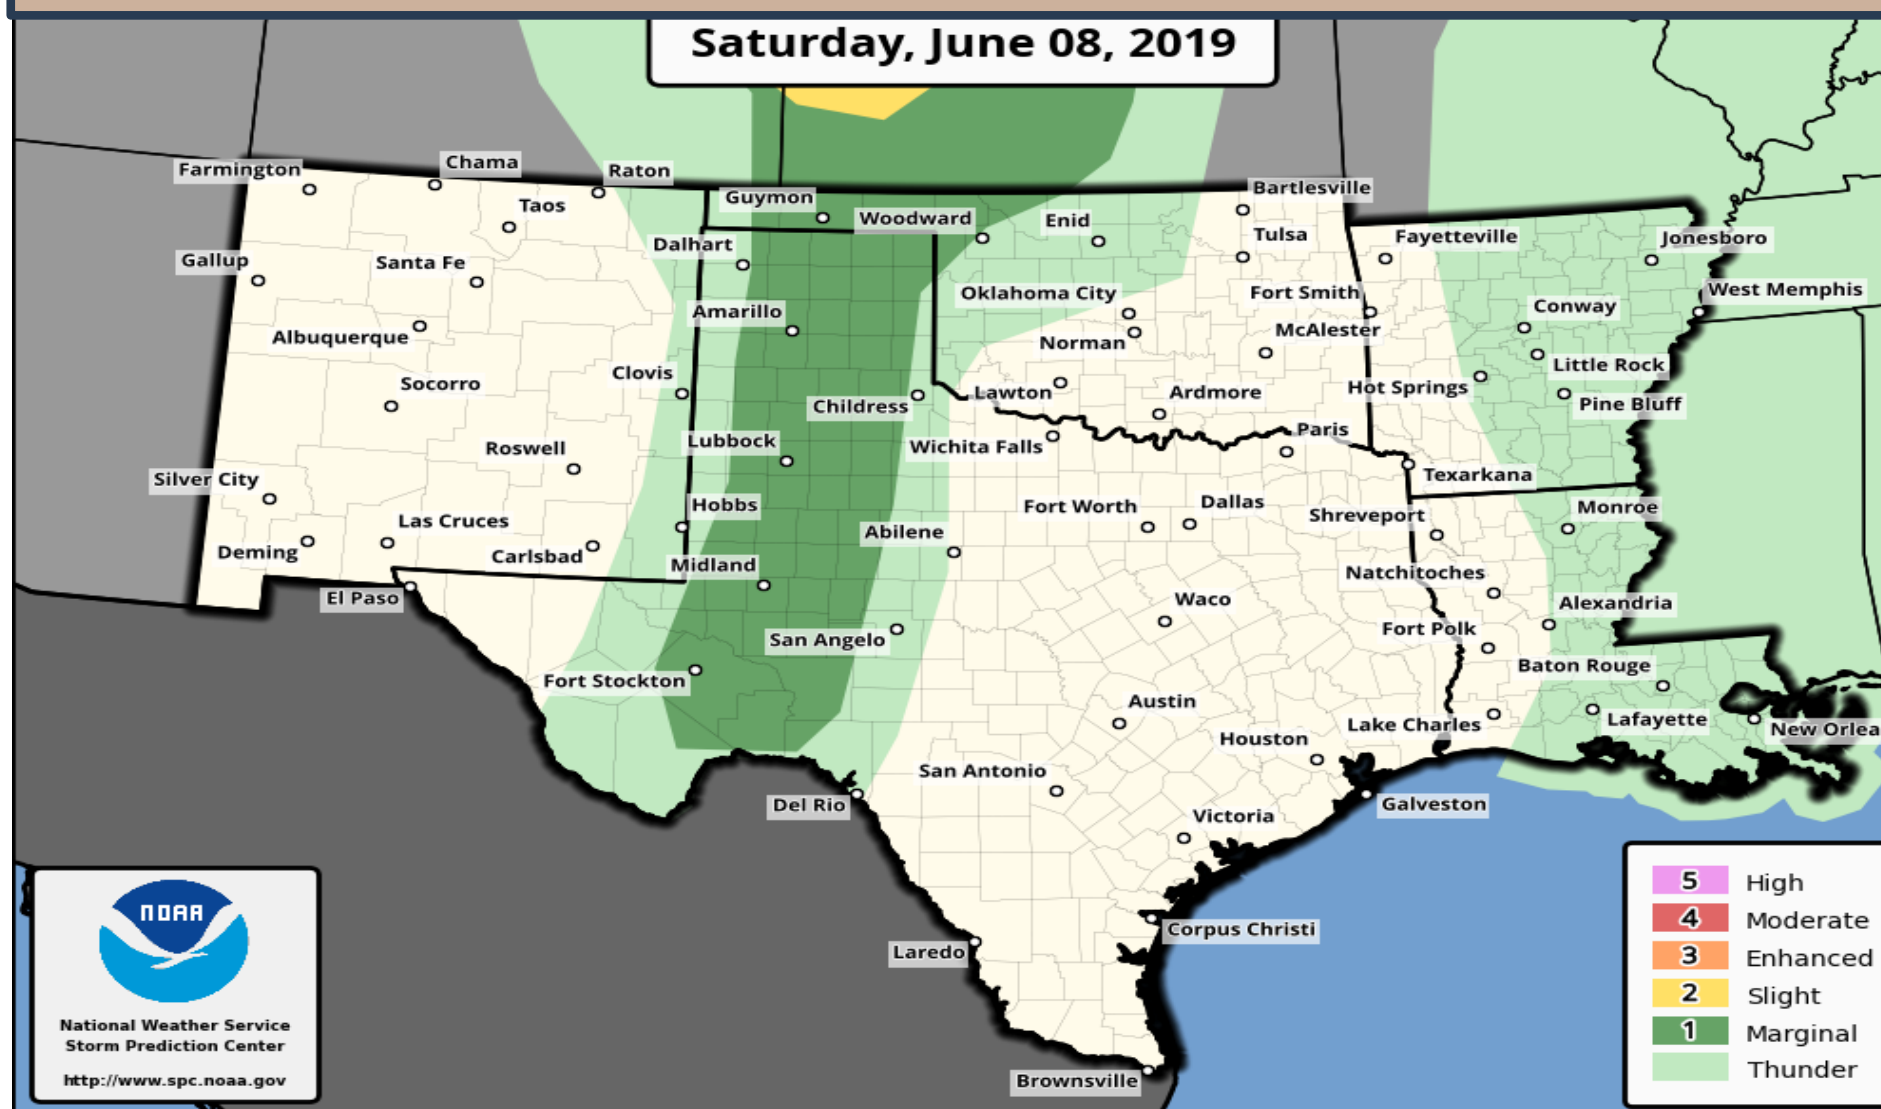 Saturday, June 08, 2019
Chama
Farmington
Raton
Bartlesville
Guymon
Taos
Woodward
Enid
Tulsa
Fayetteville
Jonesboro
Dalhart
Gallup
Santa Fe
West Memphis
Oklahoma City
Fort Smith
Conway
Amarillo
McAlester
Albuquerque
Norman
Little Rock
Clovis
Socorro
Hot Springs
Lawton
Ardmore
Pine Bluff
Childress
Paris
Lubbock
Wichita Falls
Roswell
Texarkana
Silver City
Dallas
Hobbs
Fort Worth
Monroe
Shreveport
Las Cruces
Abilene
Deming
Carlsbad
Midland
Natchitoches
El Paso
Waco
Alexandria
Fort Polk
San Angelo
Baton Rouge
Fort Stockton
Austin
Lafayette
Lake Charles
New Orlea
Houston
San Antonio
Del Rio
Galveston
Victoria
Corpus Christi
Laredo
Brownsville
NOAA
National Weather Service
Storm Prediction Center
http://www.spc.noaa.gov
5 High
4 Moderate
3 Enhanced
2 Slight
1 Marginal
Thunder